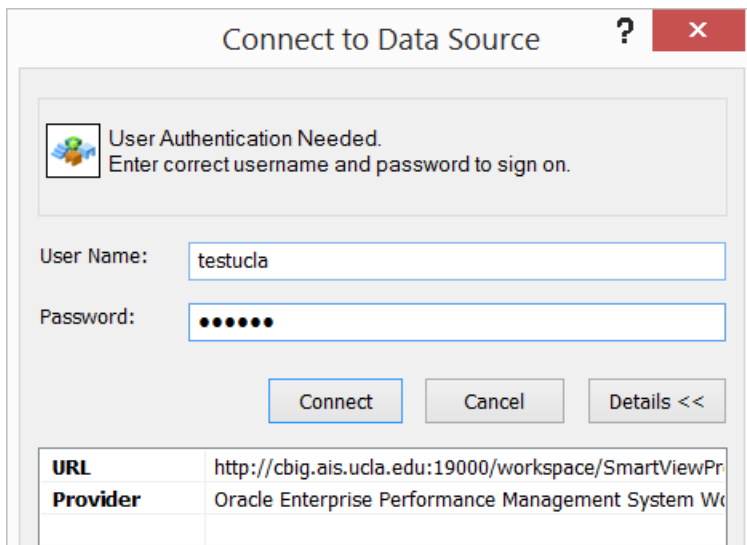 Connect to Data Source
?
×
User Authentication Needed.
Enter correct username and password to sign on.
User Name:
testucla
Password:
●●●●●●
Connect
Cancel
Details <<
URL http://cbig.ais.ucla.edu:19000/workspace/SmartViewPr
Provider Oracle Enterprise Performance Management System